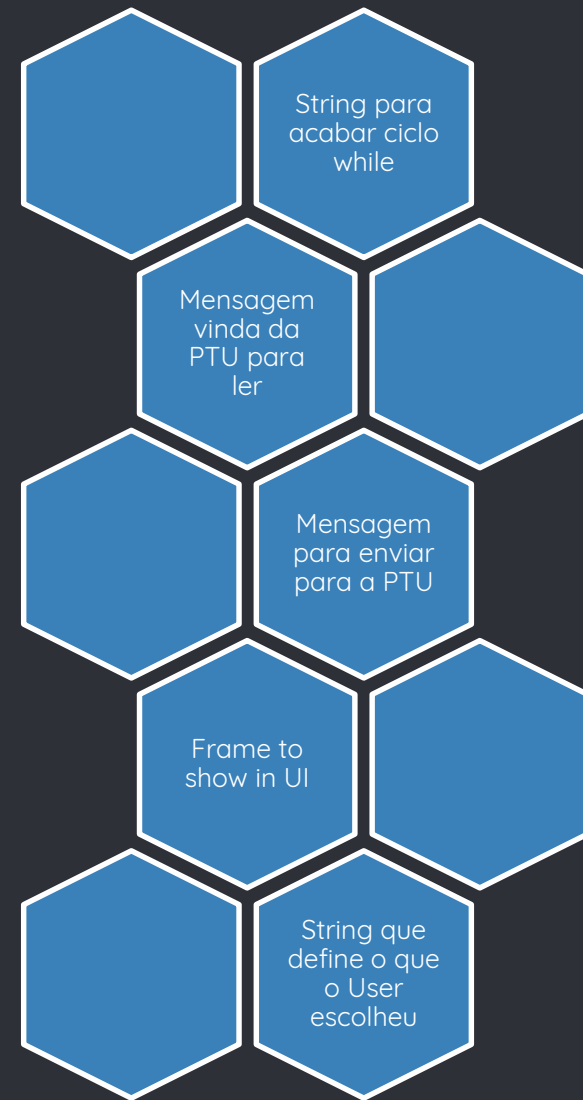 String para
acabar ciclo
while
Mensagem
vinda da
PTU para
ler
Mensagem
para enviar
para a PTU
Frame to
show in UI
String que
define o que
o User
escolheu